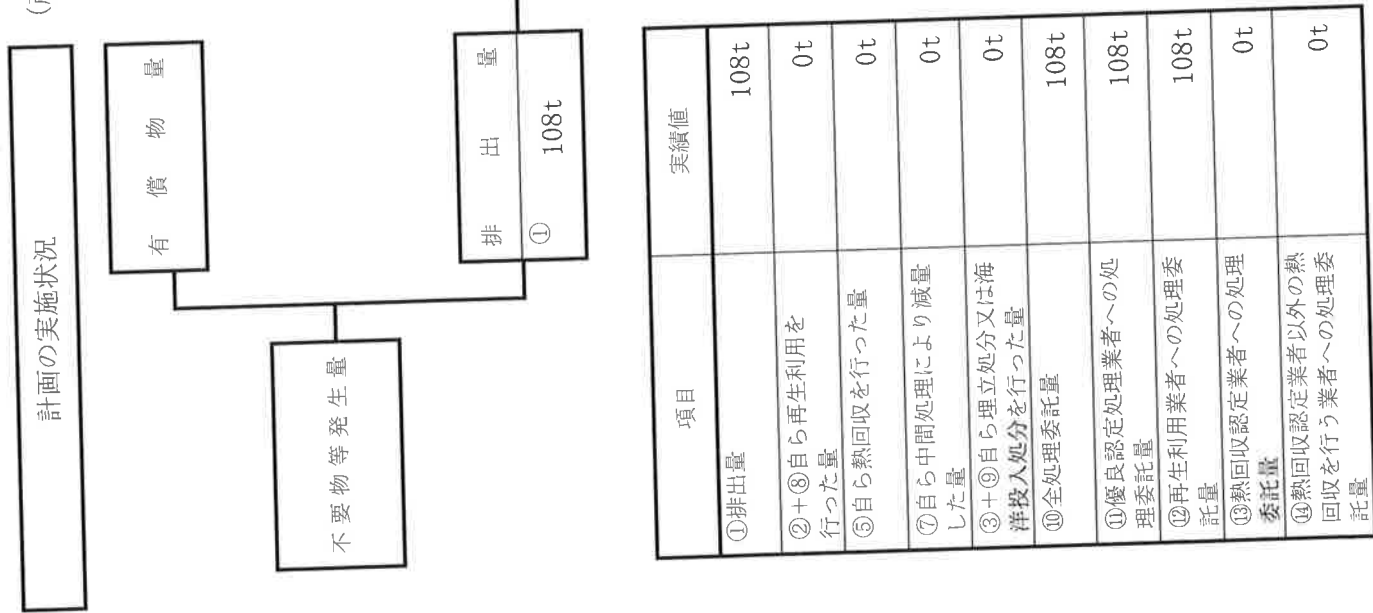 計画の実施状況
有償物量
不要物等発生量
排出量
①
108t
項目
実績値
①排出量
108t
②+⑧自ら再生利用を
行った量
0t
⑤自ら熱回収を行った量
0t
⑦自ら中間処理により減量
した量
0t
③+⑨自ら埋立処分又は海
洋投入処分を行った量
0t
⑩全処理委託量
108t
⑪優良認定処理業者への処
理委託量
108t
⑫再生利用業者への処理委
託量
108t
⑬熱回収認定業者への処理
委託量
0t
⑭熱回収認定業者以外の熱
回収を行う業者への処理委
託量
0t